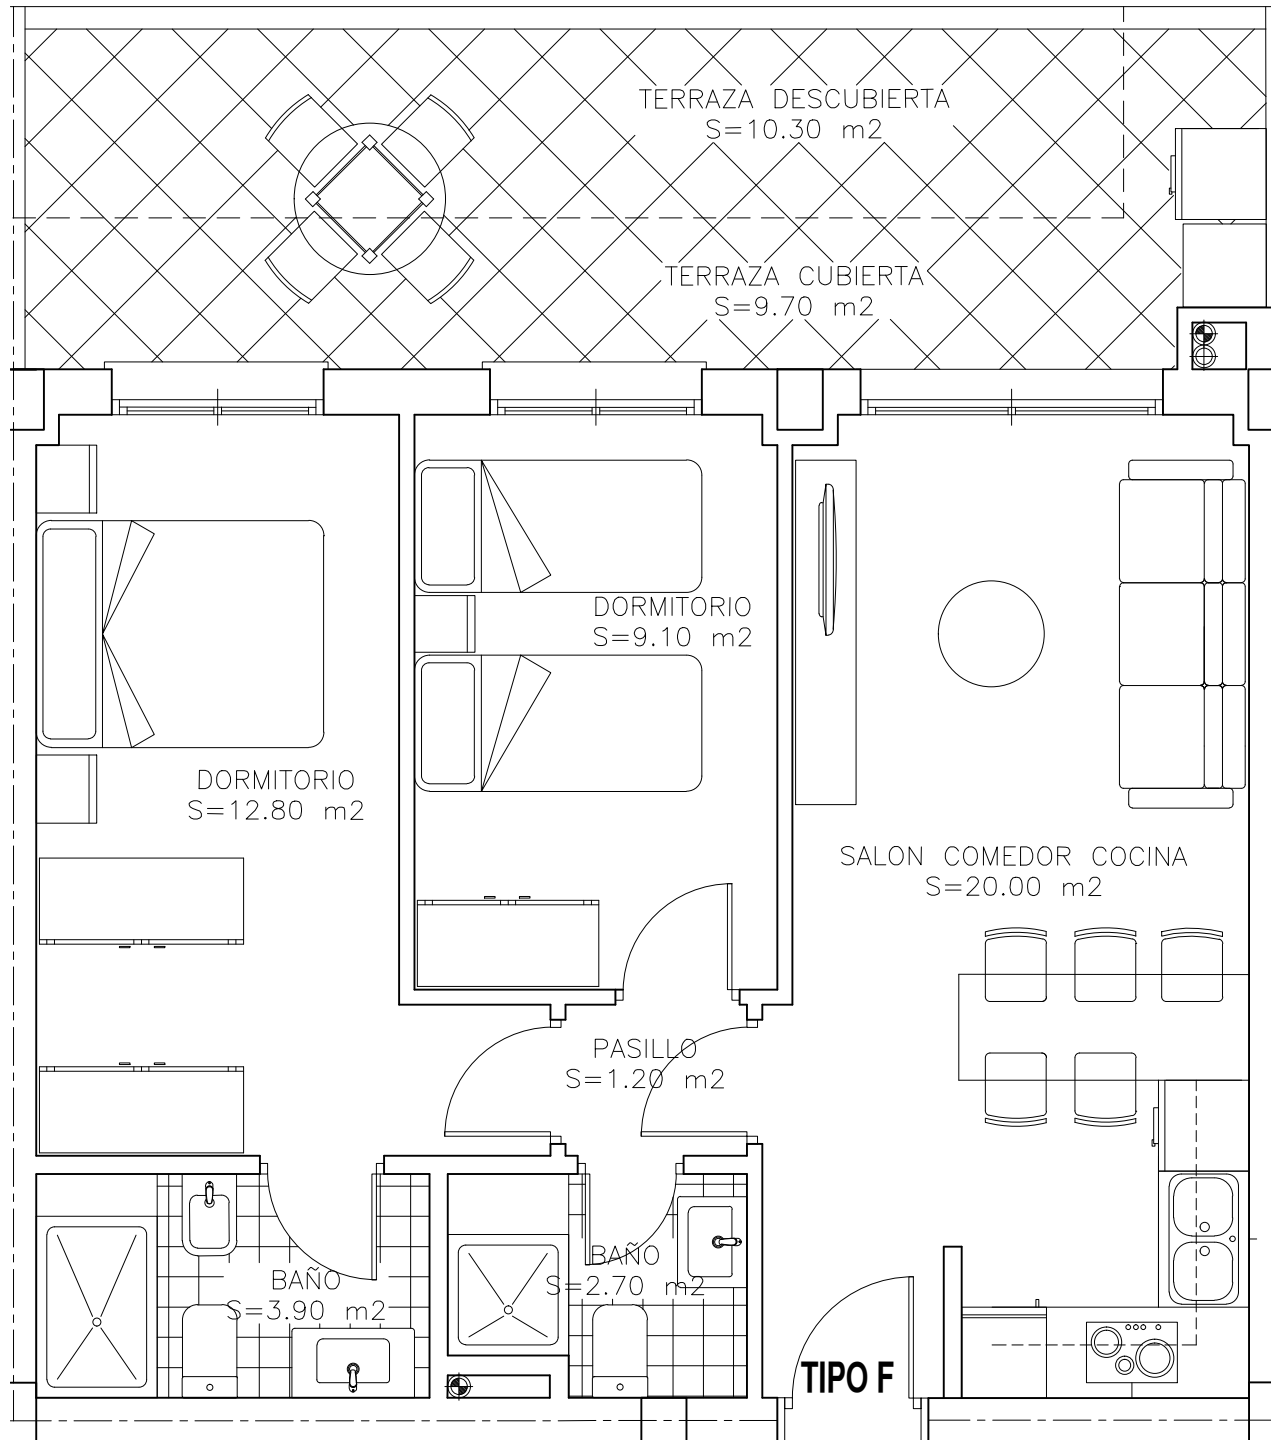 TERRAZA DESCUBIERTA
S=10.30 m2
TERRAZA CUBIERTA
S=9.70 m2
DORMITORIO
S=9.10 m2
DORMITORIO
S=12.80 m2
SALON COMEDOR COCINA
S=20.00 m2
PASILLO
S=1.20 m2
BAÑO
S=2.70 m2
BAÑO
S=3.90 m2
TIPO F